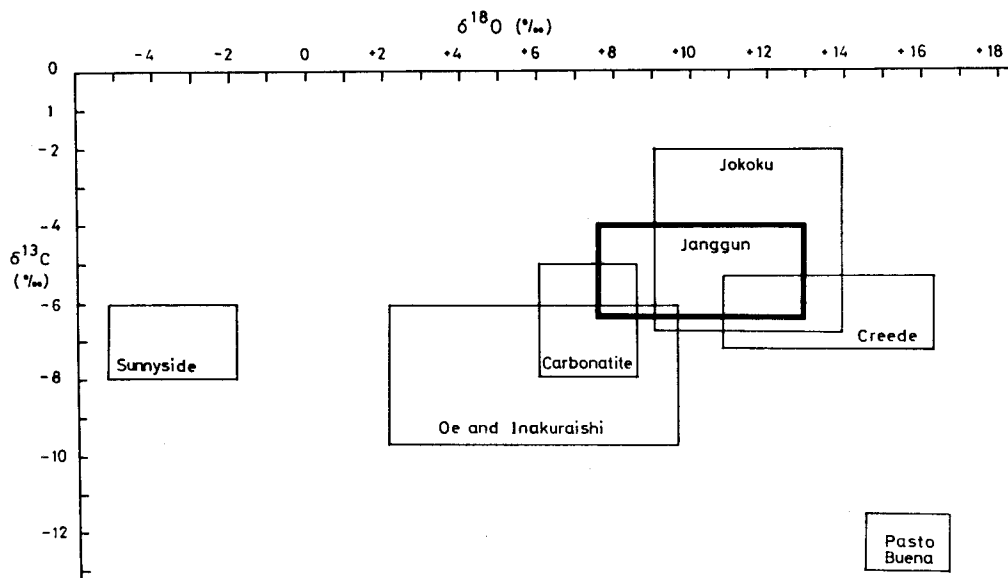 δ¹⁸O (°/∞)
-4 -2 0 +2 +4 +6 +8 +10 +12 +14 +16 +18
0
1
-2
Jokoku
-4
Janggun
δ¹³C
(°/∞)
-6
Creede
Sunnyside
Carbonatite
-8
Oe and Inakuraishi
-10
-12
Pasto
Buena